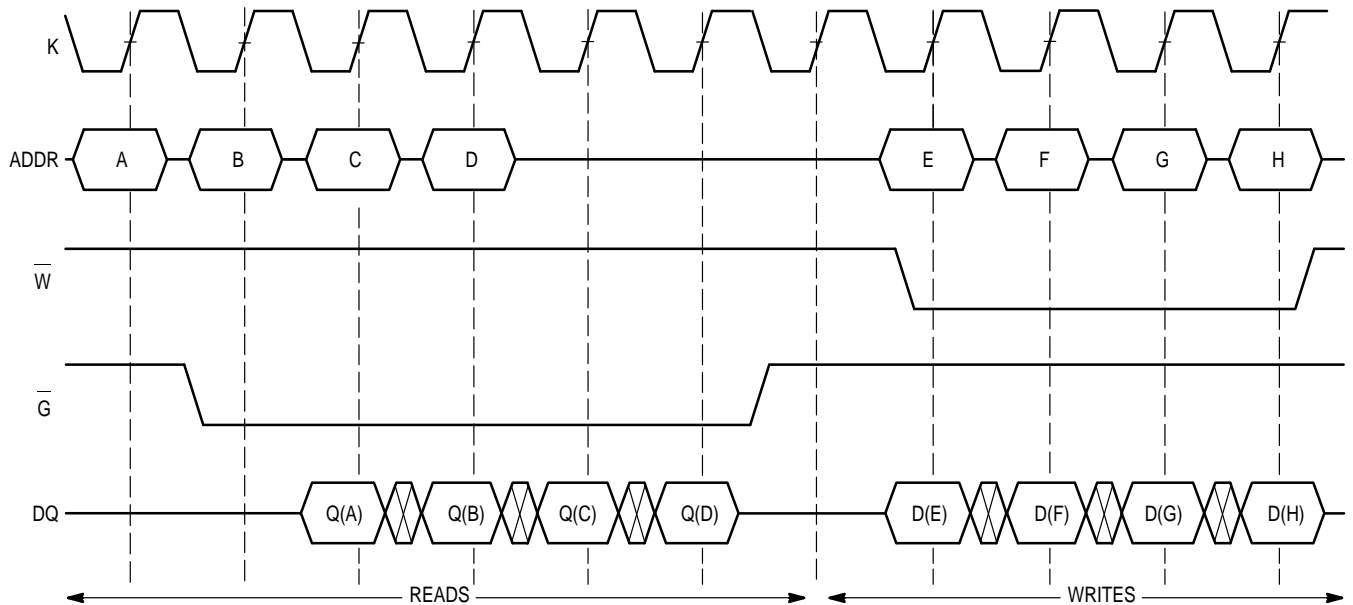 K
ADDR A B C D E F G H
W
G
DQ Q(A) Q(B) Q(C) Q(D) D(E) D(F) D(G) D(H)
READS WRITES